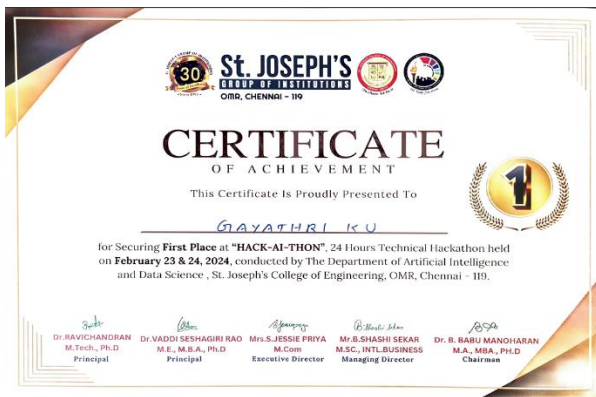 30
St. JOSEPH'S
GROUP OF INSTITUTIONS
OMR, CHENNAI - 119
CERTIFICATE
OF ACHIEVEMENT
This Certificate Is Proudly Presented To
GAYATHRI KU
1
for Securing First Place at "HACK-AI-THON", 24 Hours Technical Hackathon held
on February 23 & 24, 2024, conducted by The Department of Artificial Intelligence
and Data Science , St. Joseph's College of Engineering, OMR, Chennai - 119.
Dr.RAVICHANDRAN
M.Tech., Ph.D
Principal
Dr.VADDI SESHAGIRI RAO
M.E., M.B.A., Ph.D
Principal
Mrs.S.JESSIE PRIYA
M.Com
Executive Director
B.Shashi Sekar
Mr.B.SHASHI SEKAR
M.SC., INTL.BUSINESS
Managing Director
Dr. B. BABU MANOHARAN
M.A., MBA., PH.D
Chairman